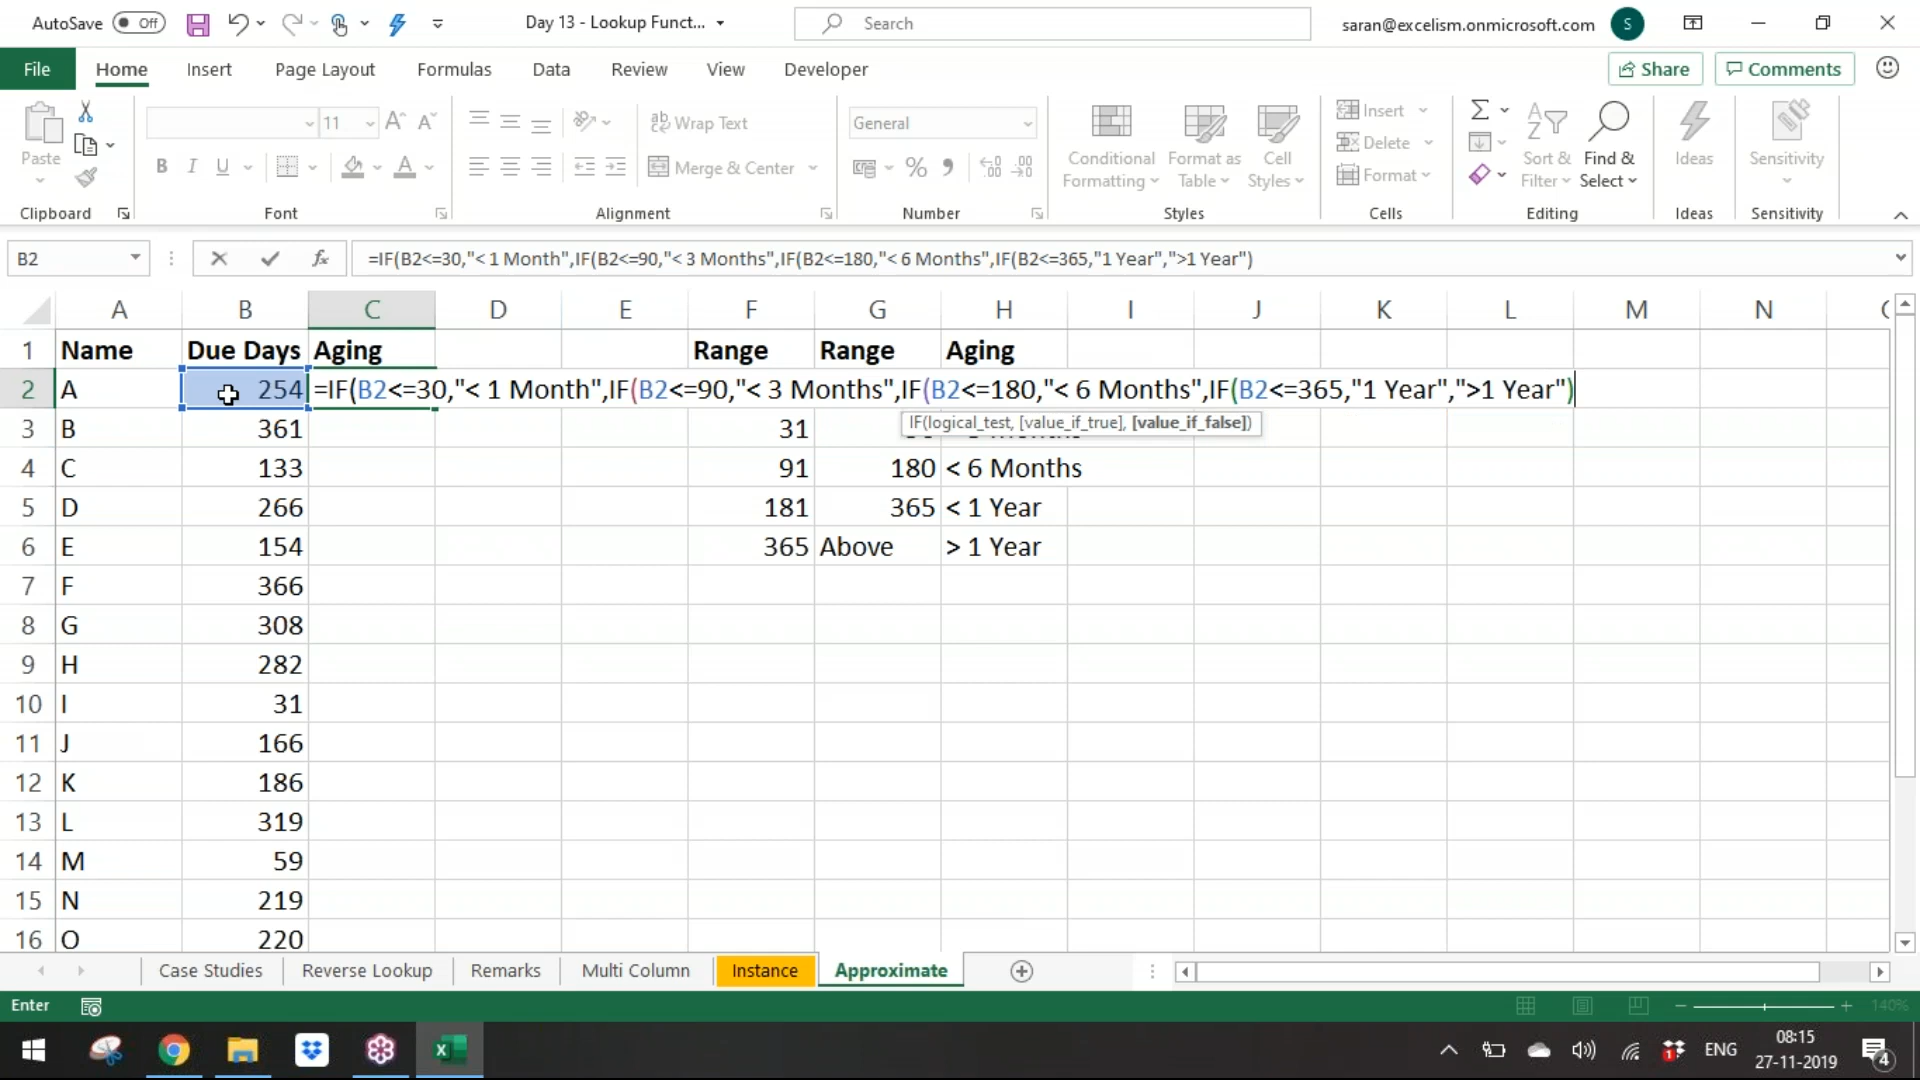 AutoSave Off Day 13 - Lookup Funct... Search saran@excelism.onmicrosoft.com S
File Home Insert Page Layout Formulas Data Review View Developer Share Comments
Paste 11 A A Wrap Text General Conditional Formatting Format as Table Cell Styles Insert Delete Format Sort & Filter Find & Select Ideas Sensitivity
B I U A Merge & Center % 
Clipboard Font Alignment Number Styles Cells Editing Ideas Sensitivity
B2 fx =IF(B2<=30,"< 1 Month",IF(B2<=90,"< 3 Months",IF(B2<=180,"< 6 Months",IF(B2<=365,"1 Year",">1 Year")
A B C D E F G H I J K L M N
1 Name Due Days Aging Range Range Aging
2 A 254 =IF(B2<=30,"< 1 Month",IF(B2<=90,"< 3 Months",IF(B2<=180,"< 6 Months",IF(B2<=365,"1 Year",">1 Year")
IF(logical_test, [value_if_true], [value_if_false])
3 B 361 31
4 C 133 91 180 < 6 Months
5 D 266 181 365 < 1 Year
6 E 154 365 Above > 1 Year
7 F 366
8 G 308
9 H 282
10 I 31
11 J 166
12 K 186
13 L 319
14 M 59
15 N 219
16 O 220
Case Studies Reverse Lookup Remarks Multi Column Instance Approximate
Enter 140%
ENG 08:15
27-11-2019 4